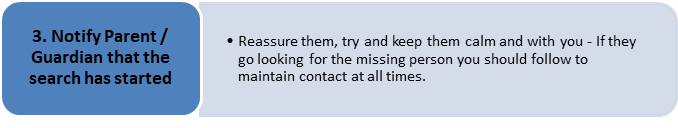 3. Notify Parent /
Guardian that the
search has started
• Reassure them, try and keep them calm and with you - If they
go looking for the missing person you should follow to
maintain contact at all times.